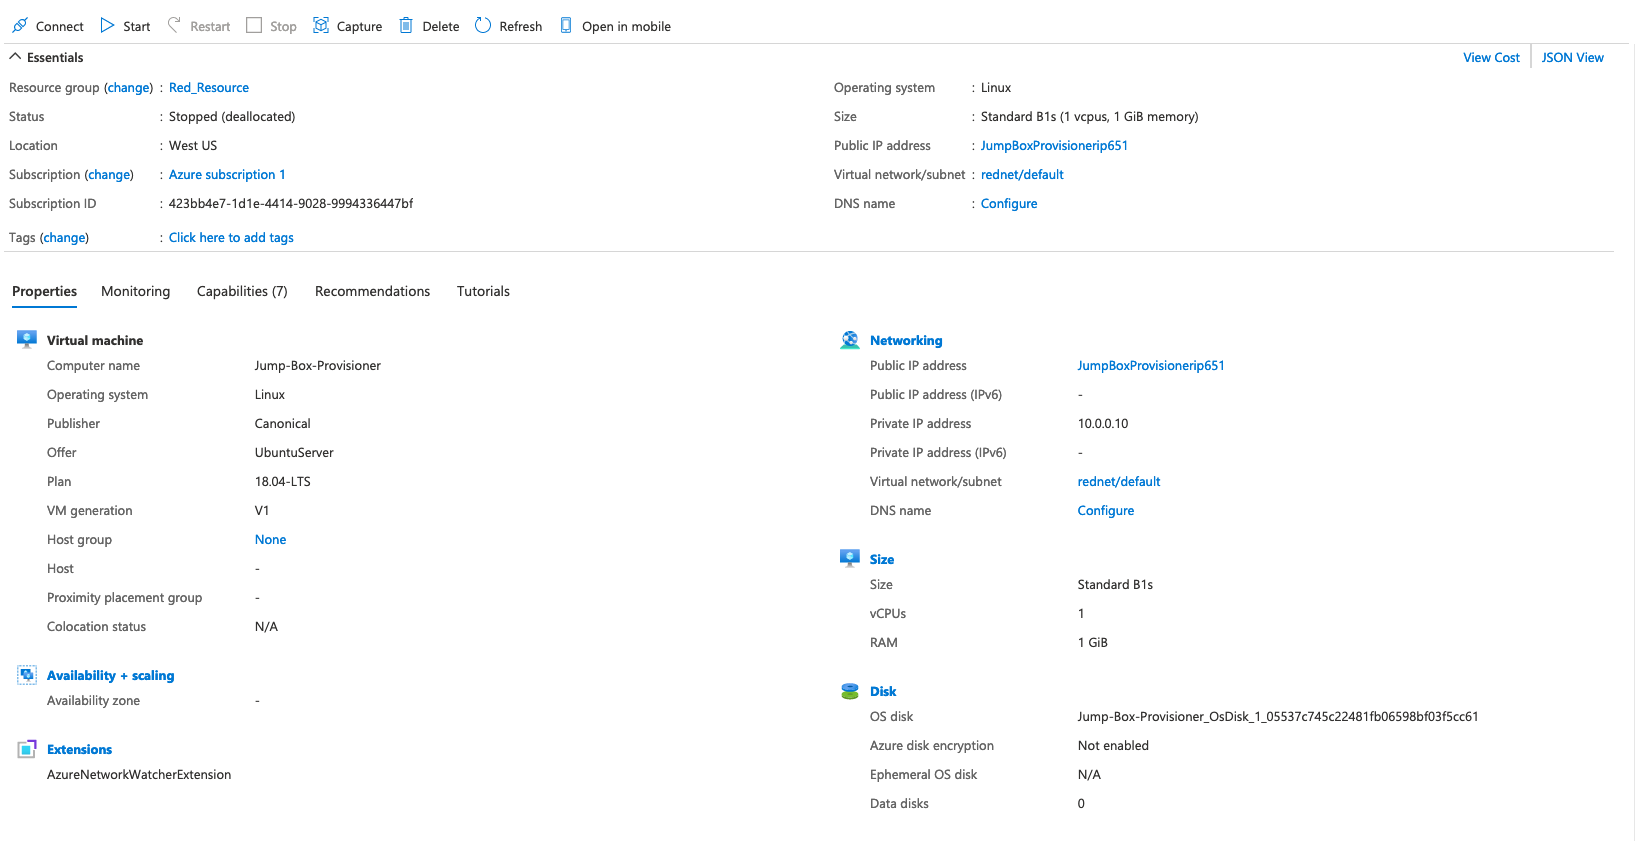 Connect Start Restart Stop Capture Delete Refresh Open in mobile
Essentials
View Cost JSON View
Resource group (change) : Red_Resource
Status : Stopped (deallocated)
Location : West US
Subscription (change) : Azure subscription 1
Subscription ID : 423bb4e7-1d1e-4414-9028-9994336447bf
Tags (change) : Click here to add tags
Operating system : Linux
Size : Standard B1s (1 vcpus, 1 GiB memory)
Public IP address : JumpBoxProvisionerip651
Virtual network/subnet : rednet/default
DNS name : Configure
Properties Monitoring Capabilities (7) Recommendations Tutorials
Virtual machine
Computer name Jump-Box-Provisioner
Operating system Linux
Publisher Canonical
Offer UbuntuServer
Plan 18.04-LTS
VM generation V1
Host group None
Host -
Proximity placement group -
Colocation status N/A
Availability + scaling
Availability zone -
Extensions
AzureNetworkWatcherExtension
Networking
Public IP address JumpBoxProvisionerip651
Public IP address (IPv6) -
Private IP address 10.0.0.10
Private IP address (IPv6) -
Virtual network/subnet rednet/default
DNS name Configure
Size
Size Standard B1s
vCPUs 1
RAM 1 GiB
Disk
OS disk Jump-Box-Provisioner_OsDisk_1_05537c745c22481fb06598bf03f5cc61
Azure disk encryption Not enabled
Ephemeral OS disk N/A
Data disks 0